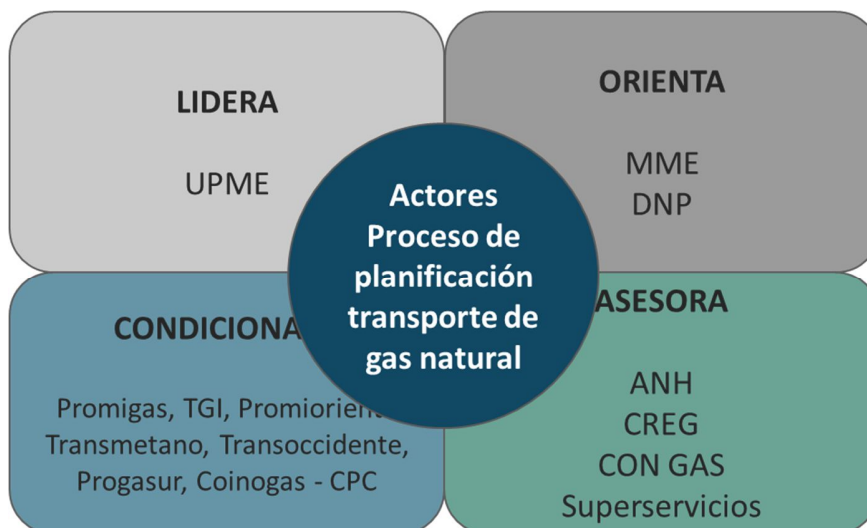 LIDERA
UPME
ORIENTA
MME
DNP
Actores
Proceso de
planificación
transporte de
gas natural
CONDICIONA
Promigas, TGI, Promioriente,
Transmetano, Transoccidente,
Progasur, Coinogas - CPC
ASESORA
ANH
CREG
CON GAS
Superservicios